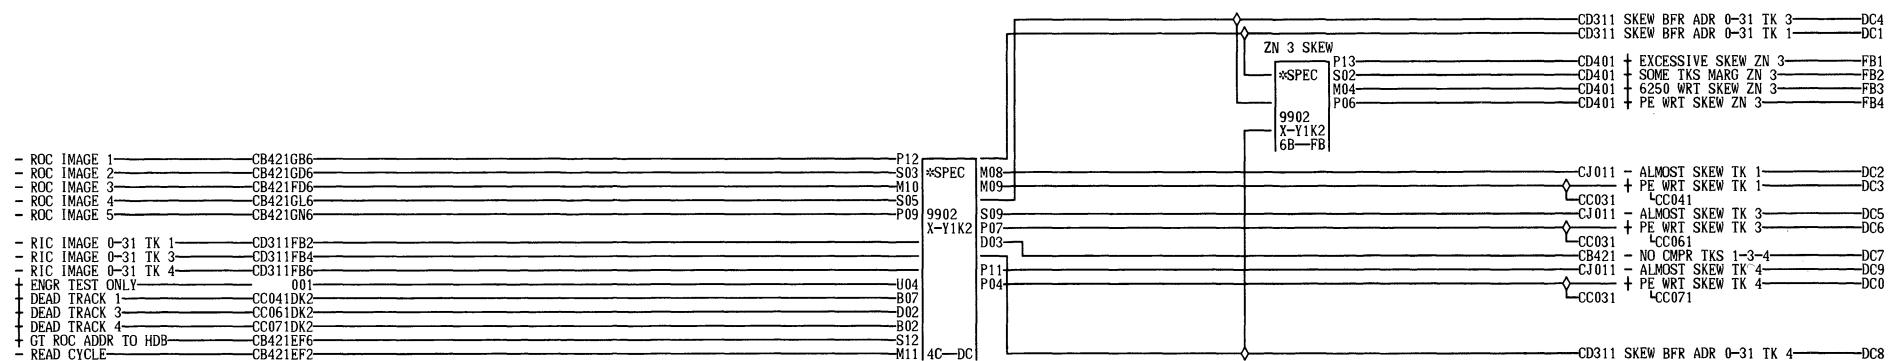 CD311 SKEW BFR ADR 0-31 TK 3 DC4
CD311 SKEW BFR ADR 0-31 TK 1 DC1
ZN 3 SKEW
P13 CD401 + EXCESSIVE SKEW ZN 3 FB1
*SPEC S02 CD401 + SOME TKS MARG ZN 3 FB2
M04 CD401 + 6250 WRT SKEW ZN 3 FB3
P06 CD401 + PE WRT SKEW ZN 3 FB4
9902
X-Y1K2
6B FB
- ROC IMAGE 1 CB421GB6 P12
- ROC IMAGE 2 CB421GD6 S03 *SPEC M08 CJ011 - ALMOST SKEW TK 1 DC2
- ROC IMAGE 3 CB421FD6 M10 M09 + PE WRT SKEW TK 1 DC3
- ROC IMAGE 4 CB421GL6 S05 CC031 CC041
- ROC IMAGE 5 CB421GN6 P09 9902 S09 CJ011 - ALMOST SKEW TK 3 DC5
X-Y1K2 P07 + PE WRT SKEW TK 3 DC6
- RIC IMAGE 0-31 TK 1 CD311FB2 D03 CC031 CC061
- RIC IMAGE 0-31 TK 3 CD311FB4 CB421 - NO CMPR TKS 1-3-4 DC7
- RIC IMAGE 0-31 TK 4 CD311FB6 P11 CJ011 - ALMOST SKEW TK 4 DC9
+ ENGR TEST ONLY 001 U04 P04 + PE WRT SKEW TK 4 DC0
+ DEAD TRACK 1 CC041DK2 B07 CC031 CC071
+ DEAD TRACK 3 CC061DK2 D02
+ DEAD TRACK 4 CC071DK2 B02
+ GT ROC ADDR TO HDB CB421EF6 S12
- READ CYCLE CB421EF2 M11 4C DC CD311 SKEW BFR ADR 0-31 TK 4 DC8